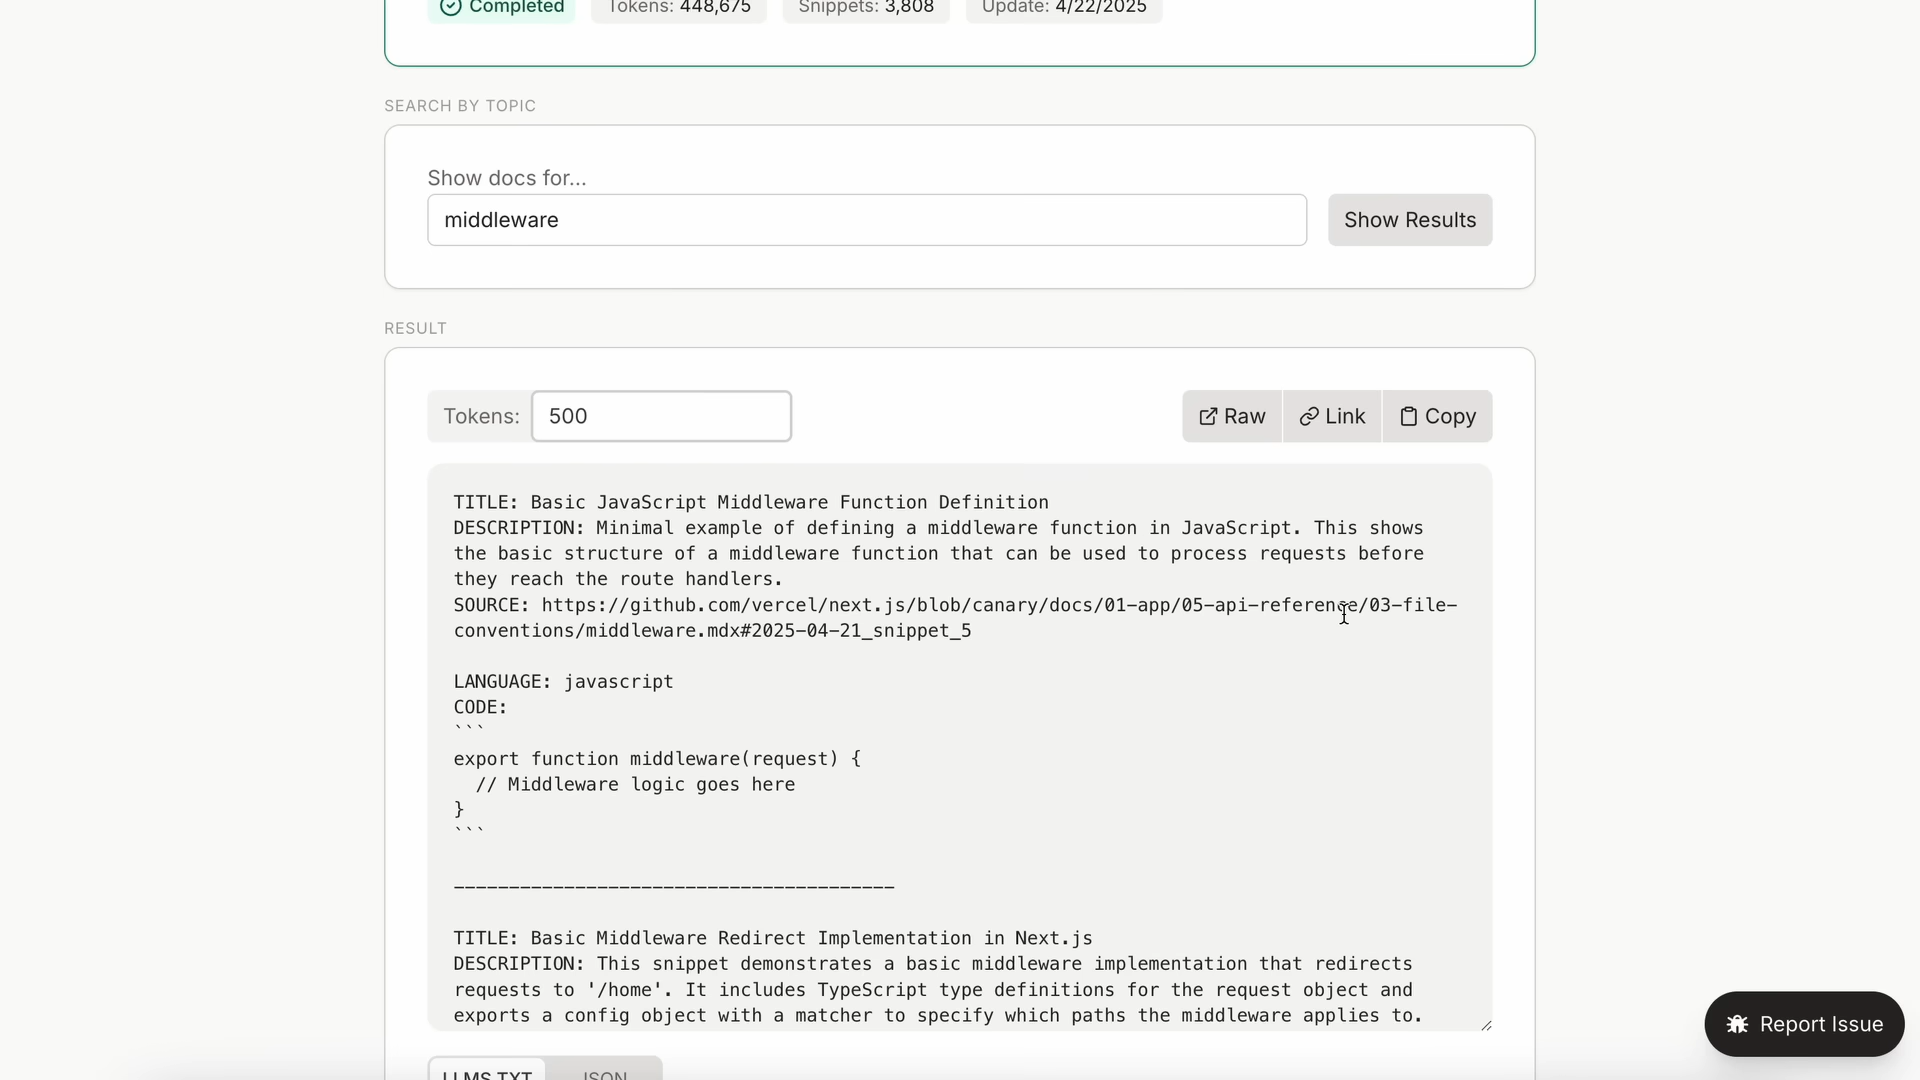 Completed Tokens: 448,675 Snippets: 3,808 Update: 4/22/2025
SEARCH BY TOPIC
Show docs for...
middleware Show Results
RESULT
Tokens: 500 Raw Link Copy
TITLE: Basic JavaScript Middleware Function Definition
DESCRIPTION: Minimal example of defining a middleware function in JavaScript. This shows
the basic structure of a middleware function that can be used to process requests before
they reach the route handlers.
SOURCE: https://github.com/vercel/next.js/blob/canary/docs/01-app/05-api-reference/03-file-
conventions/middleware.mdx#2025-04-21_snippet_5
LANGUAGE: javascript
CODE:
```
export function middleware(request) {
  // Middleware logic goes here
}
```
----------------------------------------
TITLE: Basic Middleware Redirect Implementation in Next.js
DESCRIPTION: This snippet demonstrates a basic middleware implementation that redirects
requests to '/home'. It includes TypeScript type definitions for the request object and
exports a config object with a matcher to specify which paths the middleware applies to.
Report Issue
LLMS.TXT JSON